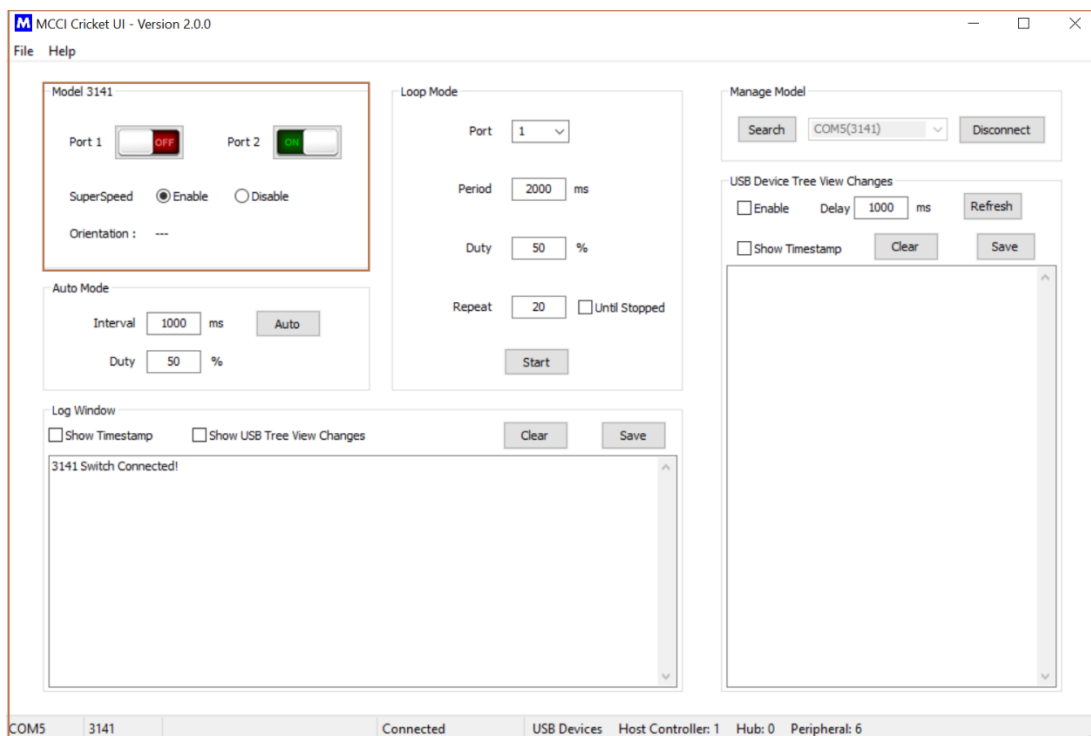 M MCCI Cricket UI - Version 2.0.0
File Help
Model 3141
Port 1 OFF Port 2 ON
SuperSpeed Enable Disable
Orientation : ---
Auto Mode
Interval 1000 ms Auto
Duty 50 %
Loop Mode
Port 1
Period 2000 ms
Duty 50 %
Repeat 20 Until Stopped
Start
Manage Model
Search COM5(3141) Disconnect
USB Device Tree View Changes
Enable Delay 1000 ms Refresh
Show Timestamp Clear Save
Log Window
Show Timestamp Show USB Tree View Changes Clear Save
3141 Switch Connected!
COM5 3141 Connected USB Devices Host Controller: 1 Hub: 0 Peripheral: 6